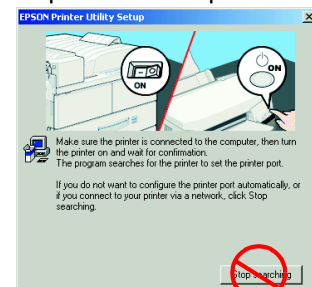 EPSON Printer Utility Setup
ON
ON
Make sure the printer is connected to the computer, then turn
the printer on and wait for confirmation.
The program searches for the printer to set the printer port.
If you do not want to configure the printer port automatically, or
if you connect to your printer via a network, click Stop
searching.
Stop searching